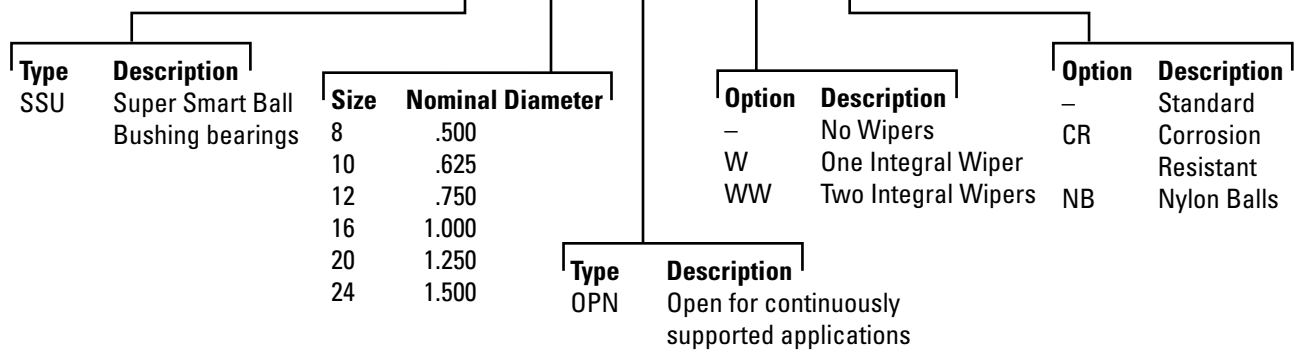 Type Description
SSU Super Smart Ball
Bushing bearings
Size Nominal Diameter
8 .500
10 .625
12 .750
16 1.000
20 1.250
24 1.500
Type Description
OPN Open for continuously
supported applications
Option Description
– No Wipers
W One Integral Wiper
WW Two Integral Wipers
Option Description
– Standard
CR Corrosion
Resistant
NB Nylon Balls